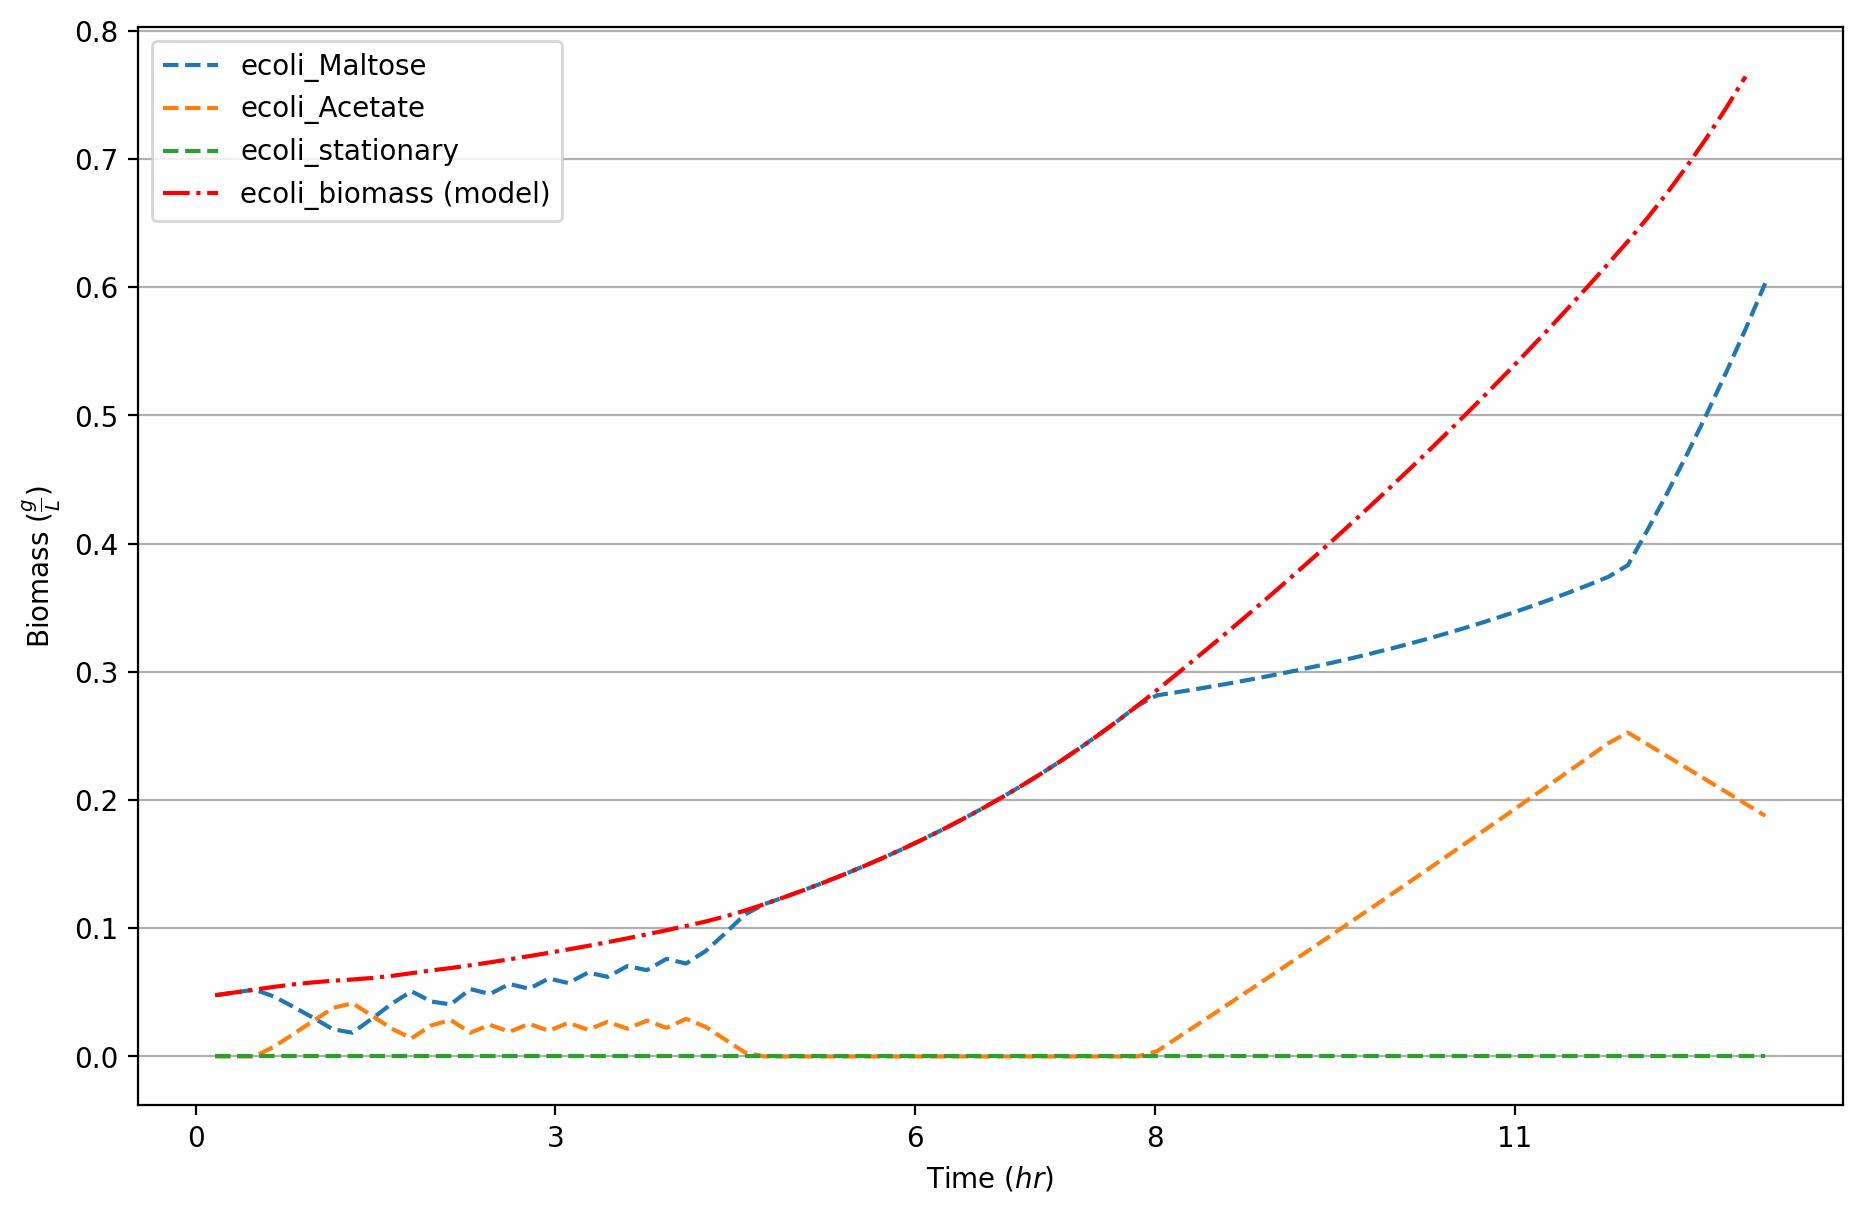 ecoli_Maltose
ecoli_Acetate
ecoli_stationary
ecoli_biomass (model)
0.8
0.7
0.6
0.5
0.4
0.3
0.2
0.1
0.0
Biomass (g/L)
0 3 6 8 11
Time (hr)